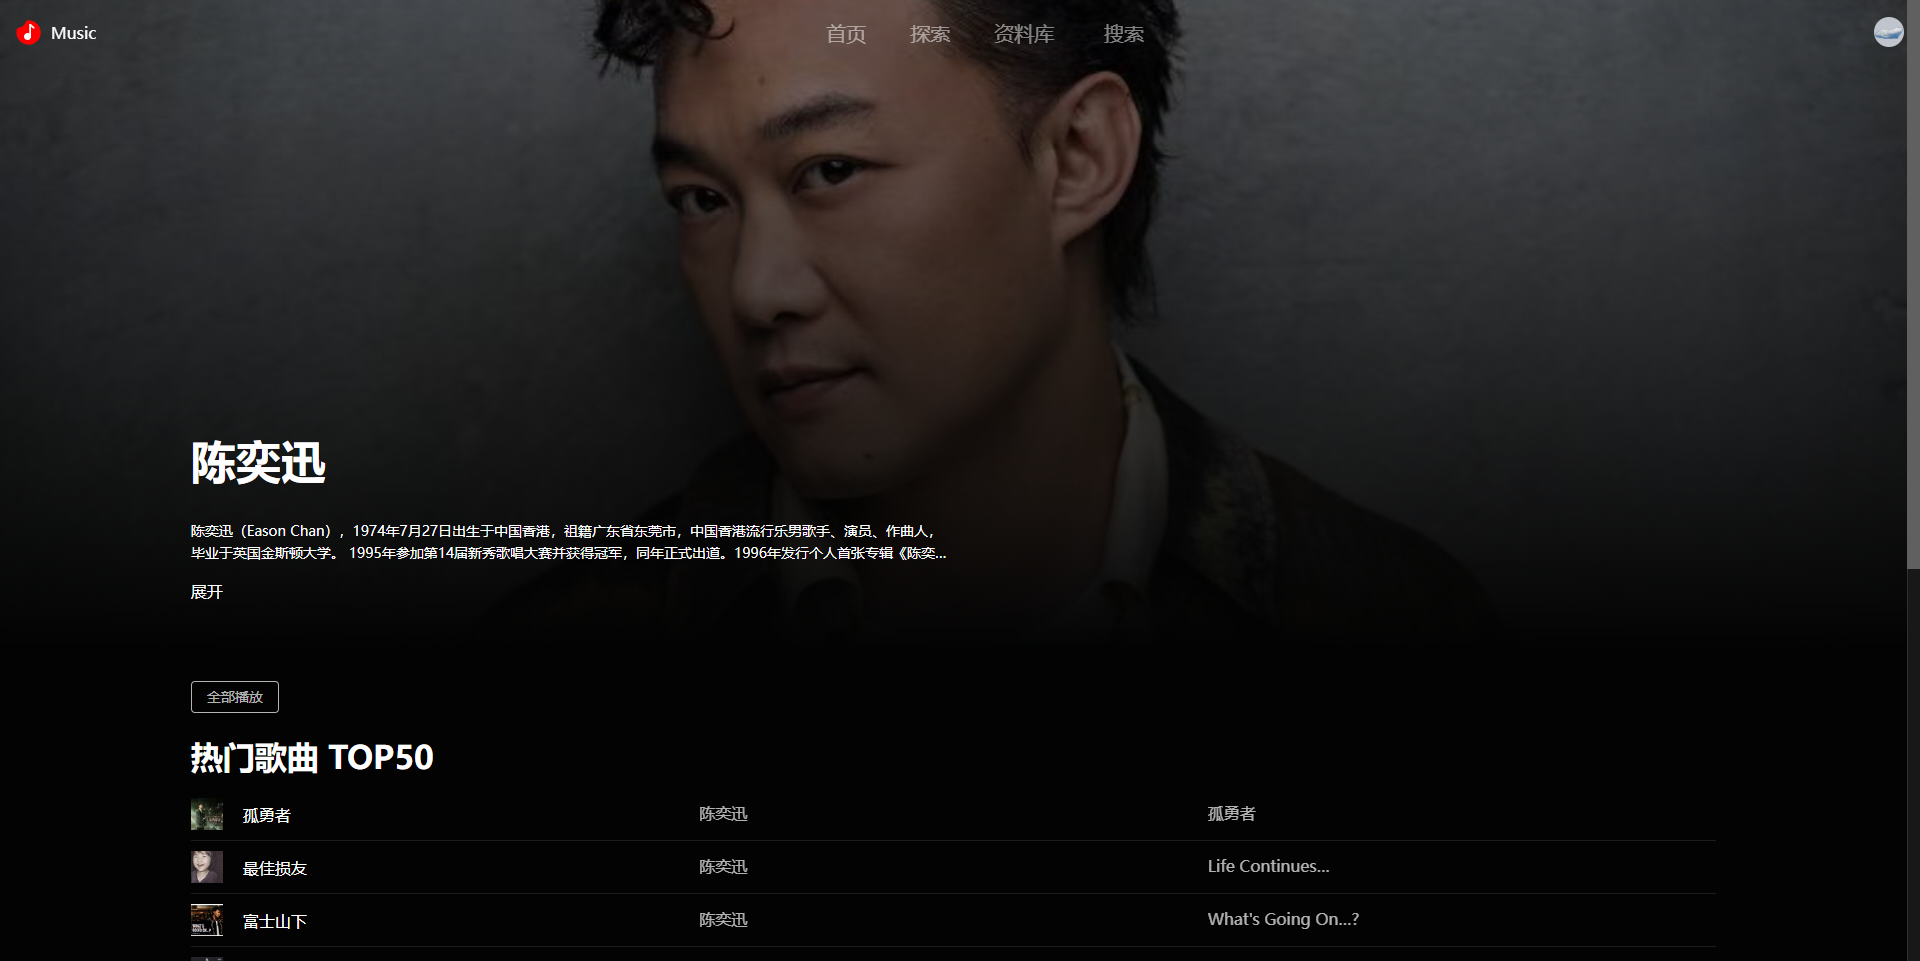 Music
首页 探索 资料库 搜索
陈奕迅
陈奕迅（Eason Chan），1974年7月27日出生于中国香港，祖籍广东省东莞市，中国香港流行乐男歌手、演员、作曲人，
毕业于英国金斯顿大学。 1995年参加第14届新秀歌唱大赛并获得冠军，同年正式出道。1996年发行个人首张专辑《陈奕...
展开
全部播放
热门歌曲 TOP50
孤勇者 陈奕迅 孤勇者
最佳损友 陈奕迅 Life Continues...
富士山下 陈奕迅 What's Going On...?